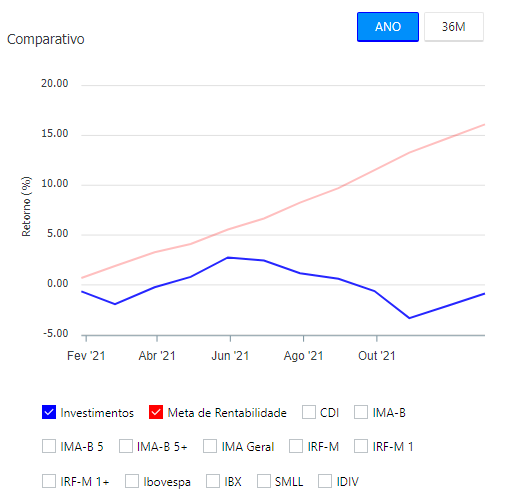 ANO 36M
Comparativo
20.00
15.00
10.00
5.00
0.00
-5.00
Retorno (%)
Fev '21 Abr '21 Jun '21 Ago '21 Out '21
Investimentos Meta de Rentabilidade CDI IMA-B
IMA-B 5 IMA-B 5+ IMA Geral IRF-M IRF-M 1
IRF-M 1+ Ibovespa IBX SMLL IDIV